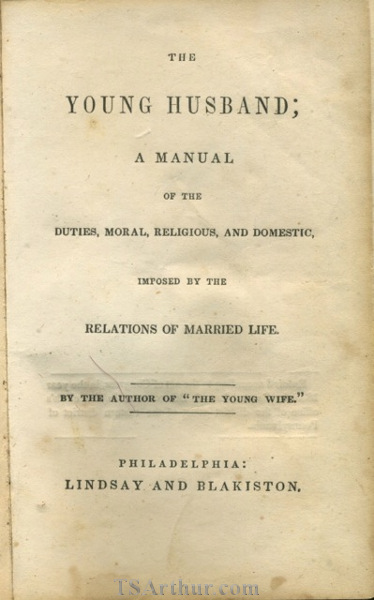 THE
YOUNG HUSBAND;
A MANUAL
OF THE
DUTIES, MORAL, RELIGIOUS, AND DOMESTIC,
IMPOSED BY THE
RELATIONS OF MARRIED LIFE.
BY THE AUTHOR OF "THE YOUNG WIFE."
PHILADELPHIA:
LINDSAY AND BLAKISTON.
TSArthur.com